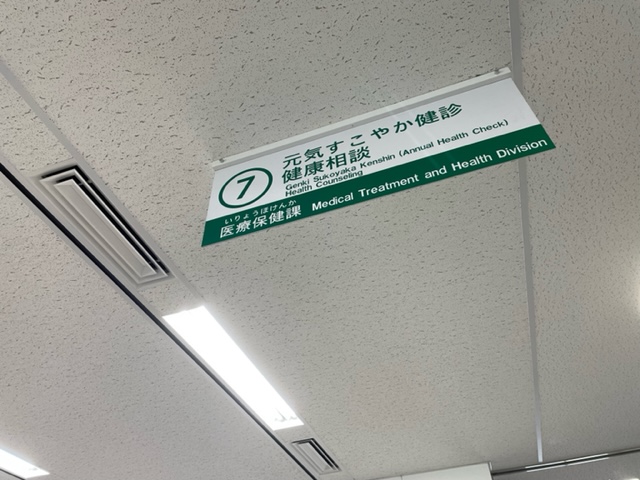 7
元気すこやか健診
健康相談
Genki Sukoyaka Kenshin (Annual Health Check)
Health Counseling
いりょうほけんか
医療保健課 Medical Treatment and Health Division